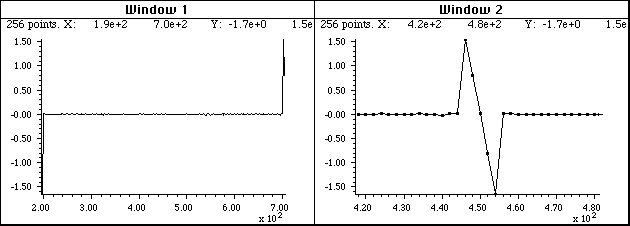 Window 1
256 points. X: 1.9e+2 7.0e+2 Y: -1.7e+0 1.5e
1.50
1.00
0.50
-0.00
-0.50
-1.00
-1.50
2.00 3.00 4.00 5.00 6.00 7.00
x 10²
Window 2
256 points. X: 4.2e+2 4.8e+2 Y: -1.7e+0 1.5e
1.50
1.00
0.50
-0.00
-0.50
-1.00
-1.50
4.20 4.30 4.40 4.50 4.60 4.70 4.80
x 10²